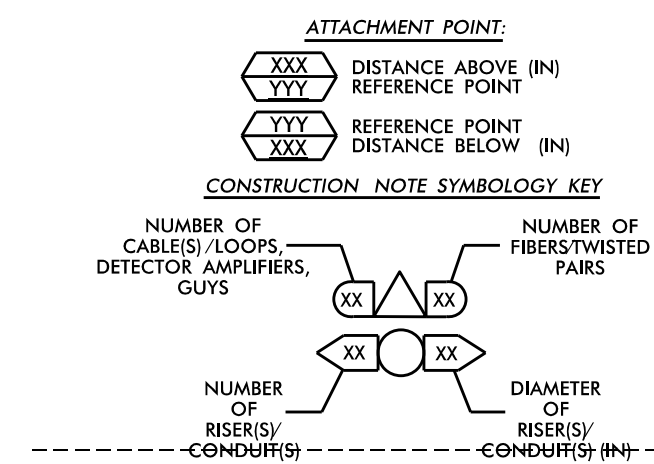 ATTACHMENT POINT:
XXX DISTANCE ABOVE (IN)
YYY REFERENCE POINT
YYY REFERENCE POINT
XXX DISTANCE BELOW (IN)
CONSTRUCTION NOTE SYMBOLOGY KEY
NUMBER OF
CABLE(S)/LOOPS,
DETECTOR AMPLIFIERS,
GUYS
NUMBER OF
FIBERS/TWISTED
PAIRS
XX XX
XX XX
NUMBER
OF
RISER(S)/
CONDUIT(S)
DIAMETER
OF
RISER(S)/
CONDUIT(S) (IN)